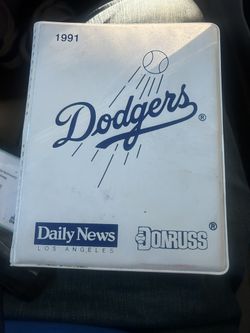 1991
Dodgers ®
Daily News
LOS ANGELES
DONRUSS ®